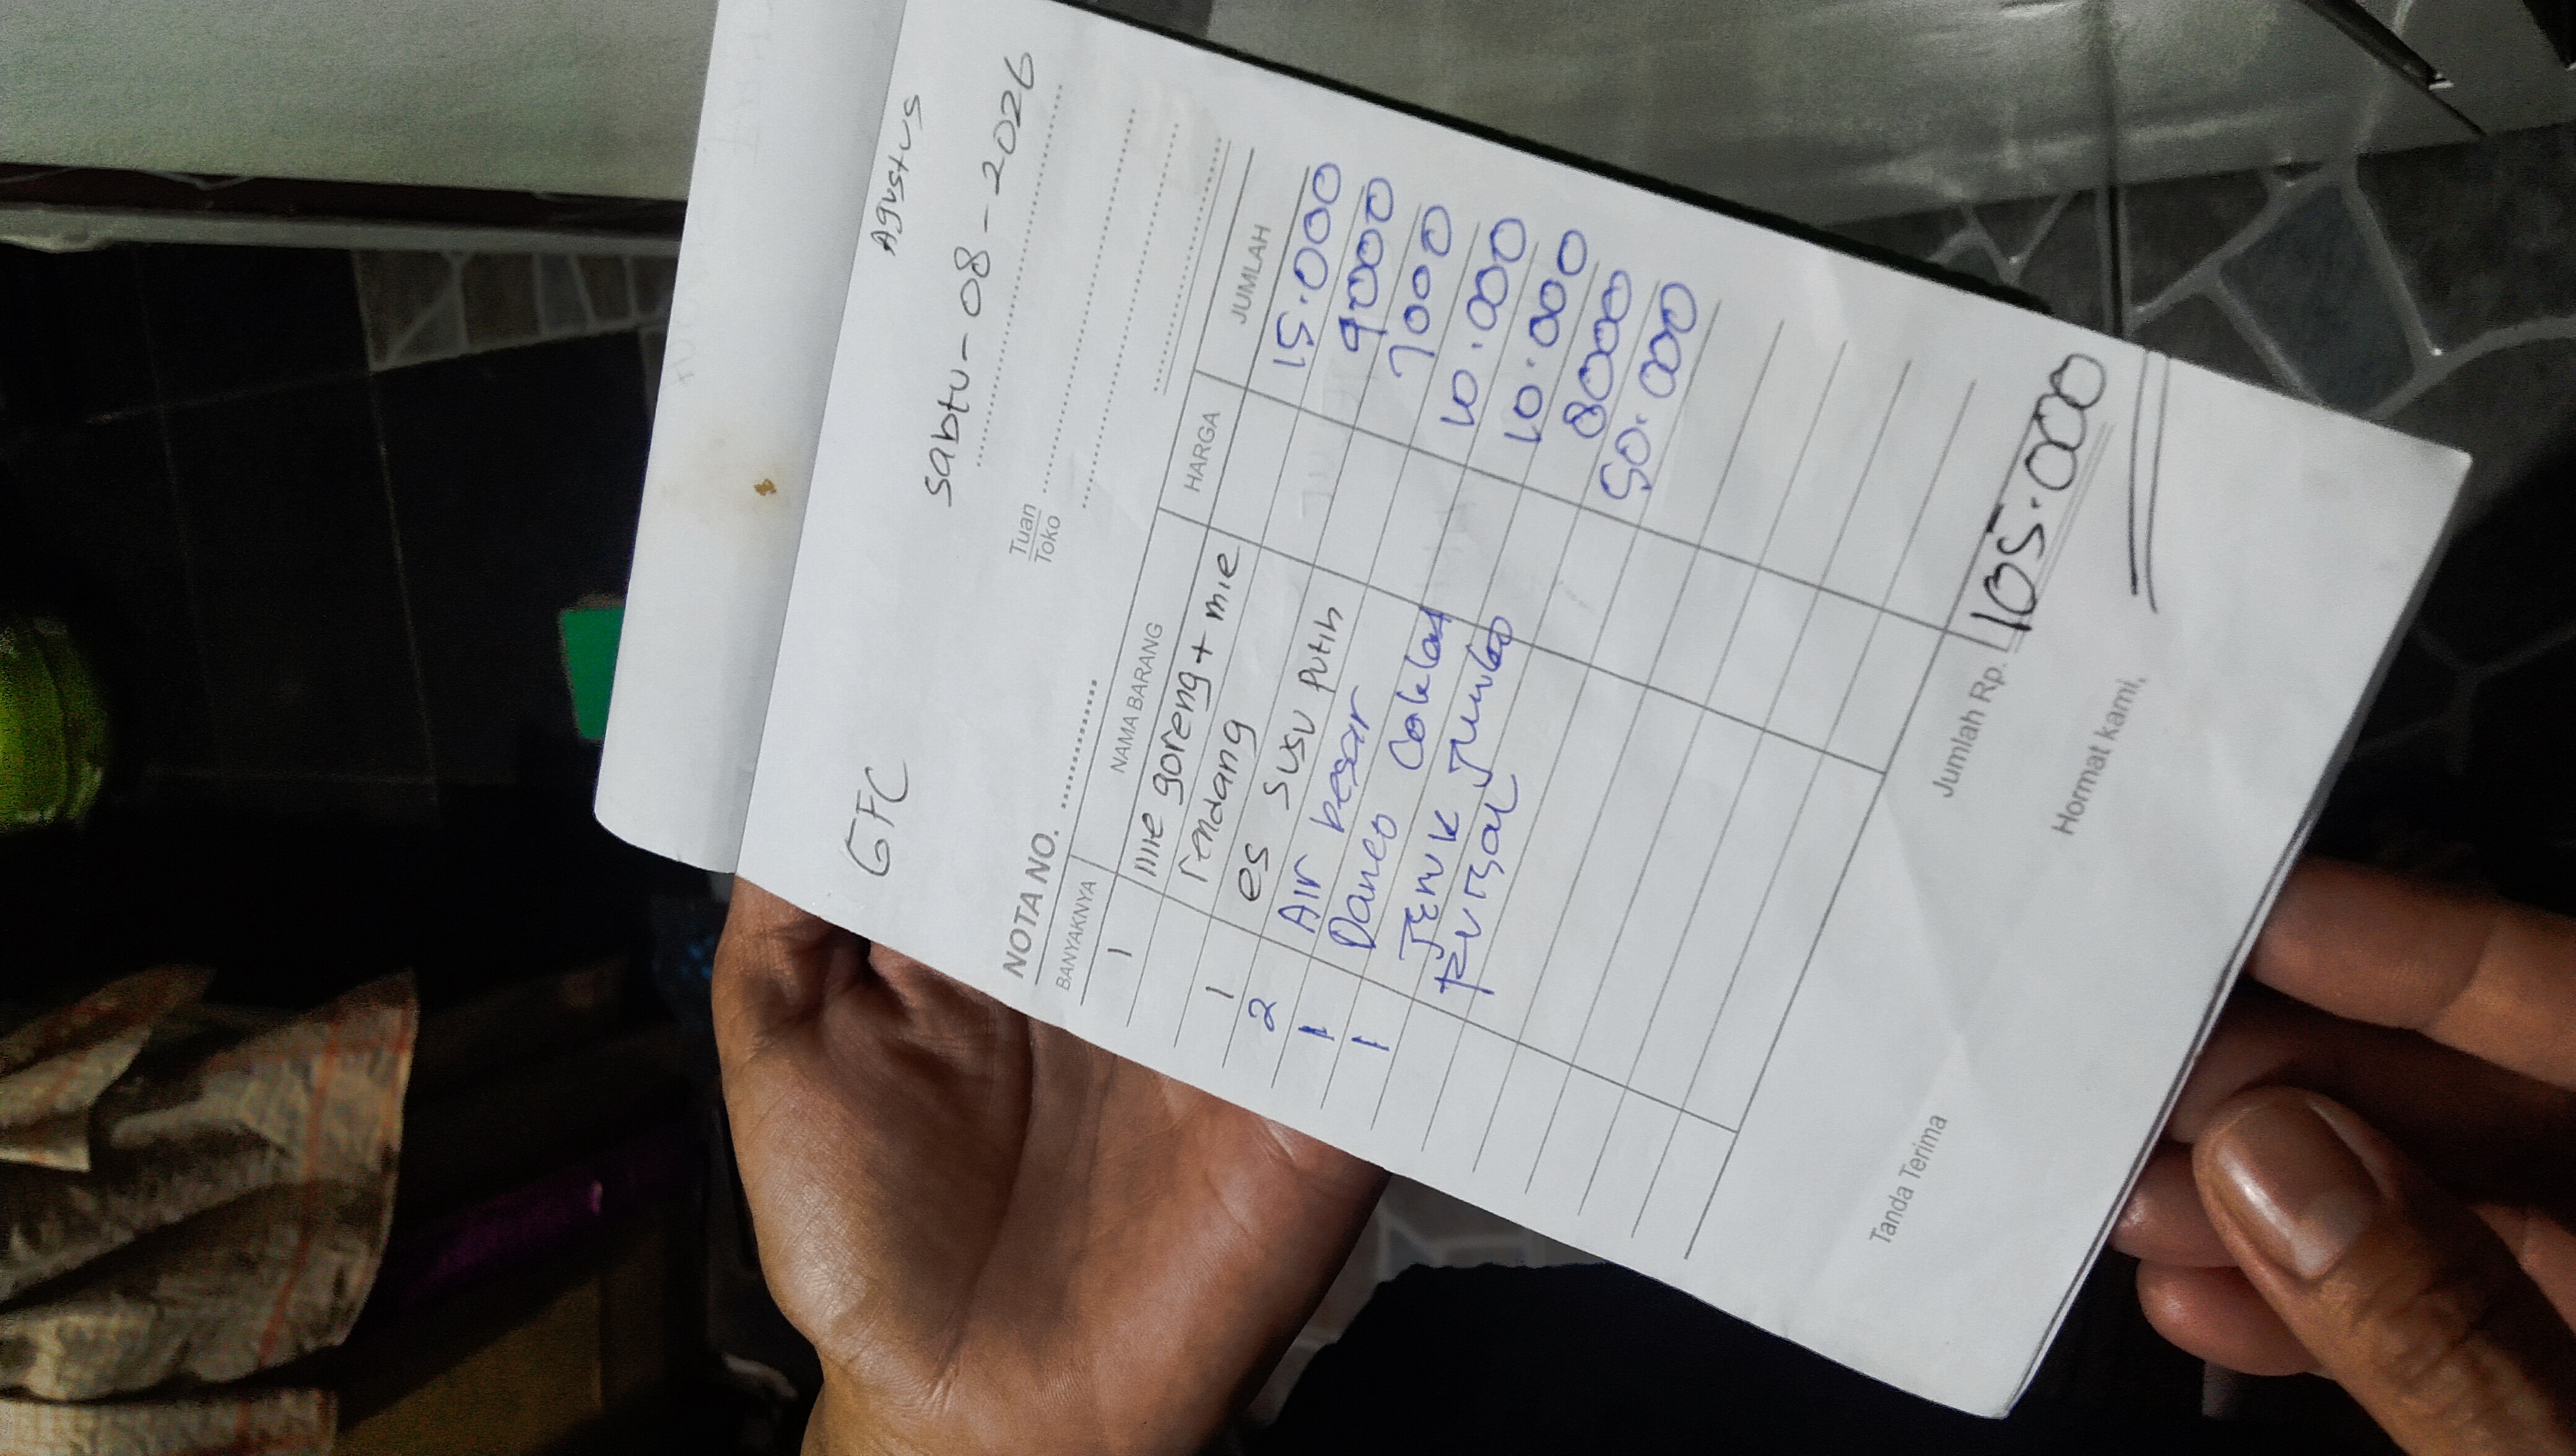 GFC
Agustus
Sabtu - 08 - 2026
NOTA NO. ............
Tuan
Toko
BANYAKNYA NAMA BARANG HARGA JUMLAH
1 mie goreng + mie 15.000
rendang 9000
1 es susu putih 7000
2 Air besar 10.000
1 Danco Coklat 10.000
1 Jeruk Jumbo 8000
50.000
Jumlah Rp. 105.000
Tanda Terima
Hormat kami,